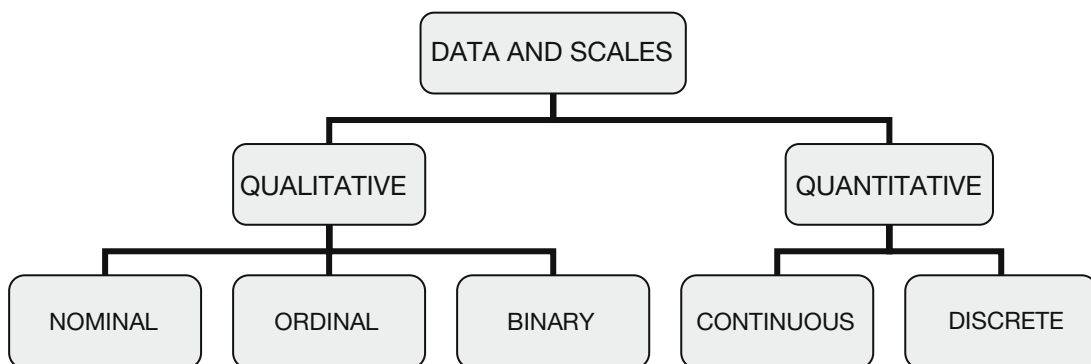 DATA AND SCALES
QUALITATIVE
QUANTITATIVE
NOMINAL
ORDINAL
BINARY
CONTINUOUS
DISCRETE